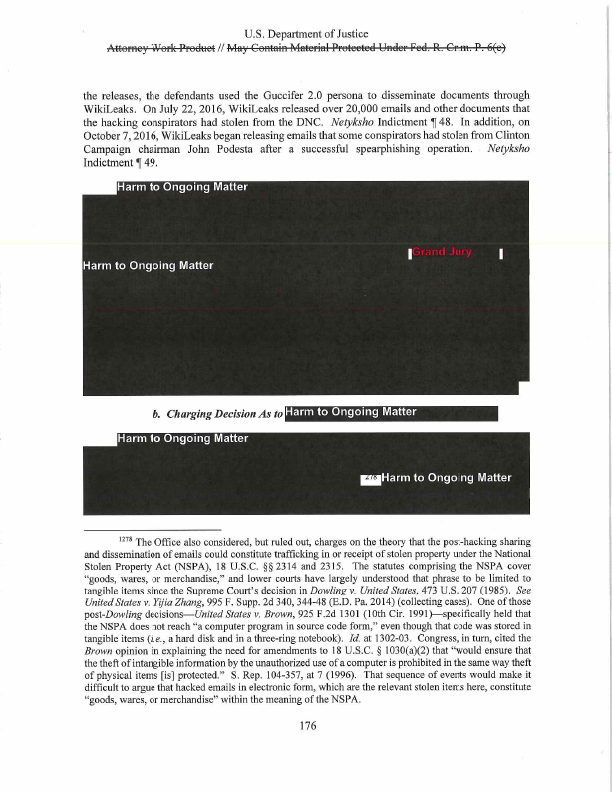 U.S. Department of Justice
Attorney Work Product // May Contain Material Protected Under Fed. R. Crim. P. 6(e)
the releases, the defendants used the Guccifer 2.0 persona to disseminate documents through
WikiLeaks. On July 22, 2016, WikiLeaks released over 20,000 emails and other documents that
the hacking conspirators had stolen from the DNC. Netyksho Indictment ¶ 48. In addition, on
October 7, 2016, WikiLeaks began releasing emails that some conspirators had stolen from Clinton
Campaign chairman John Podesta after a successful spearphishing operation. Netyksho
Indictment ¶ 49.
Harm to Ongoing Matter
Grand Jury
Harm to Ongoing Matter
b. Charging Decision As to Harm to Ongoing Matter
Harm to Ongoing Matter
1278 Harm to Ongoing Matter
1278 The Office also considered, but ruled out, charges on the theory that the post-hacking sharing
and dissemination of emails could constitute trafficking in or receipt of stolen property under the National
Stolen Property Act (NSPA), 18 U.S.C. §§ 2314 and 2315. The statutes comprising the NSPA cover
“goods, wares, or merchandise,” and lower courts have largely understood that phrase to be limited to
tangible items since the Supreme Court’s decision in Dowling v. United States, 473 U.S. 207 (1985). See
United States v. Yijia Zhang, 995 F. Supp. 2d 340, 344-48 (E.D. Pa. 2014) (collecting cases). One of those
post-Dowling decisions—United States v. Brown, 925 F.2d 1301 (10th Cir. 1991)—specifically held that
the NSPA does not reach “a computer program in source code form,” even though that code was stored in
tangible items (i.e., a hard disk and in a three-ring notebook). Id. at 1302-03. Congress, in turn, cited the
Brown opinion in explaining the need for amendments to 18 U.S.C. § 1030(a)(2) that “would ensure that
the theft of intangible information by the unauthorized use of a computer is prohibited in the same way theft
of physical items [is] protected.” S. Rep. 104-357, at 7 (1996). That sequence of events would make it
difficult to argue that hacked emails in electronic form, which are the relevant stolen items here, constitute
“goods, wares, or merchandise” within the meaning of the NSPA.
176